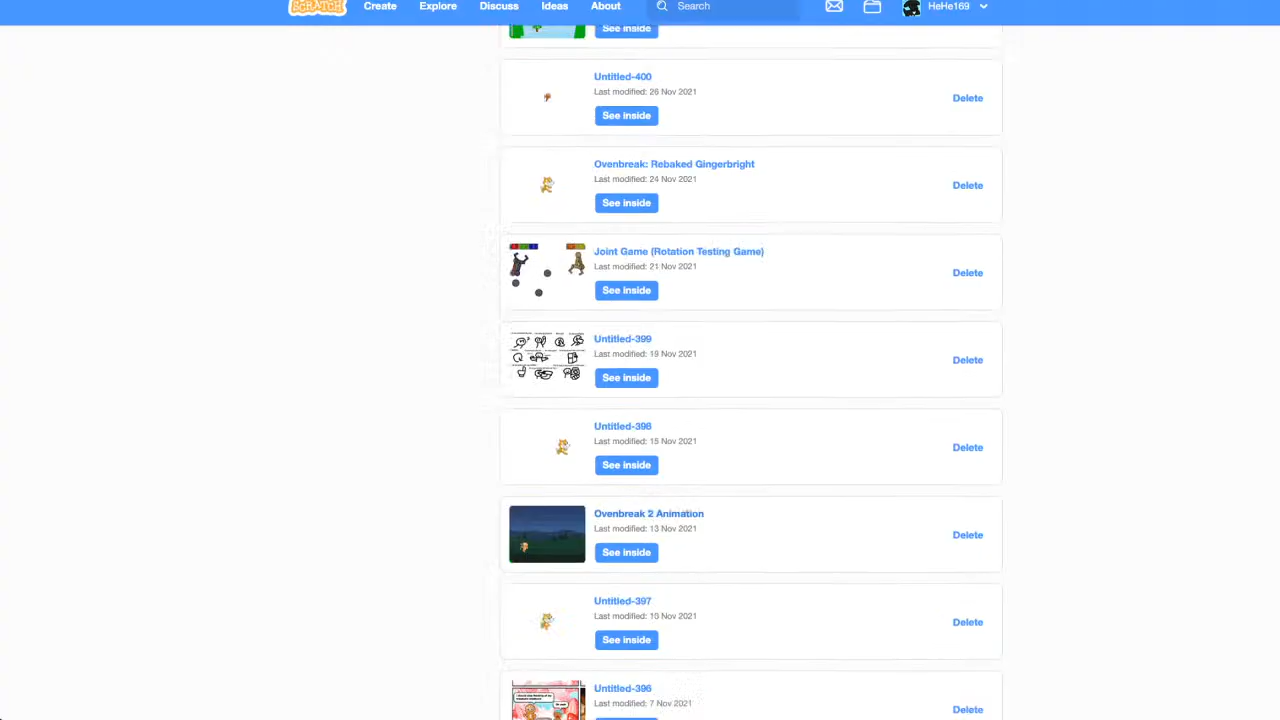 SCRATCH Create Explore Discuss Ideas About Search HeHe169
See inside
Untitled-400
Last modified: 26 Nov 2021
See inside
Delete
Ovenbreak: Rebaked Gingerbright
Last modified: 24 Nov 2021
See inside
Delete
Joint Game (Rotation Testing Game)
Last modified: 21 Nov 2021
See inside
Delete
Untitled-399
Last modified: 19 Nov 2021
See inside
Delete
Untitled-398
Last modified: 15 Nov 2021
See inside
Delete
Ovenbreak 2 Animation
Last modified: 13 Nov 2021
See inside
Delete
Untitled-397
Last modified: 10 Nov 2021
See inside
Delete
Untitled-396
Last modified: 7 Nov 2021
Delete